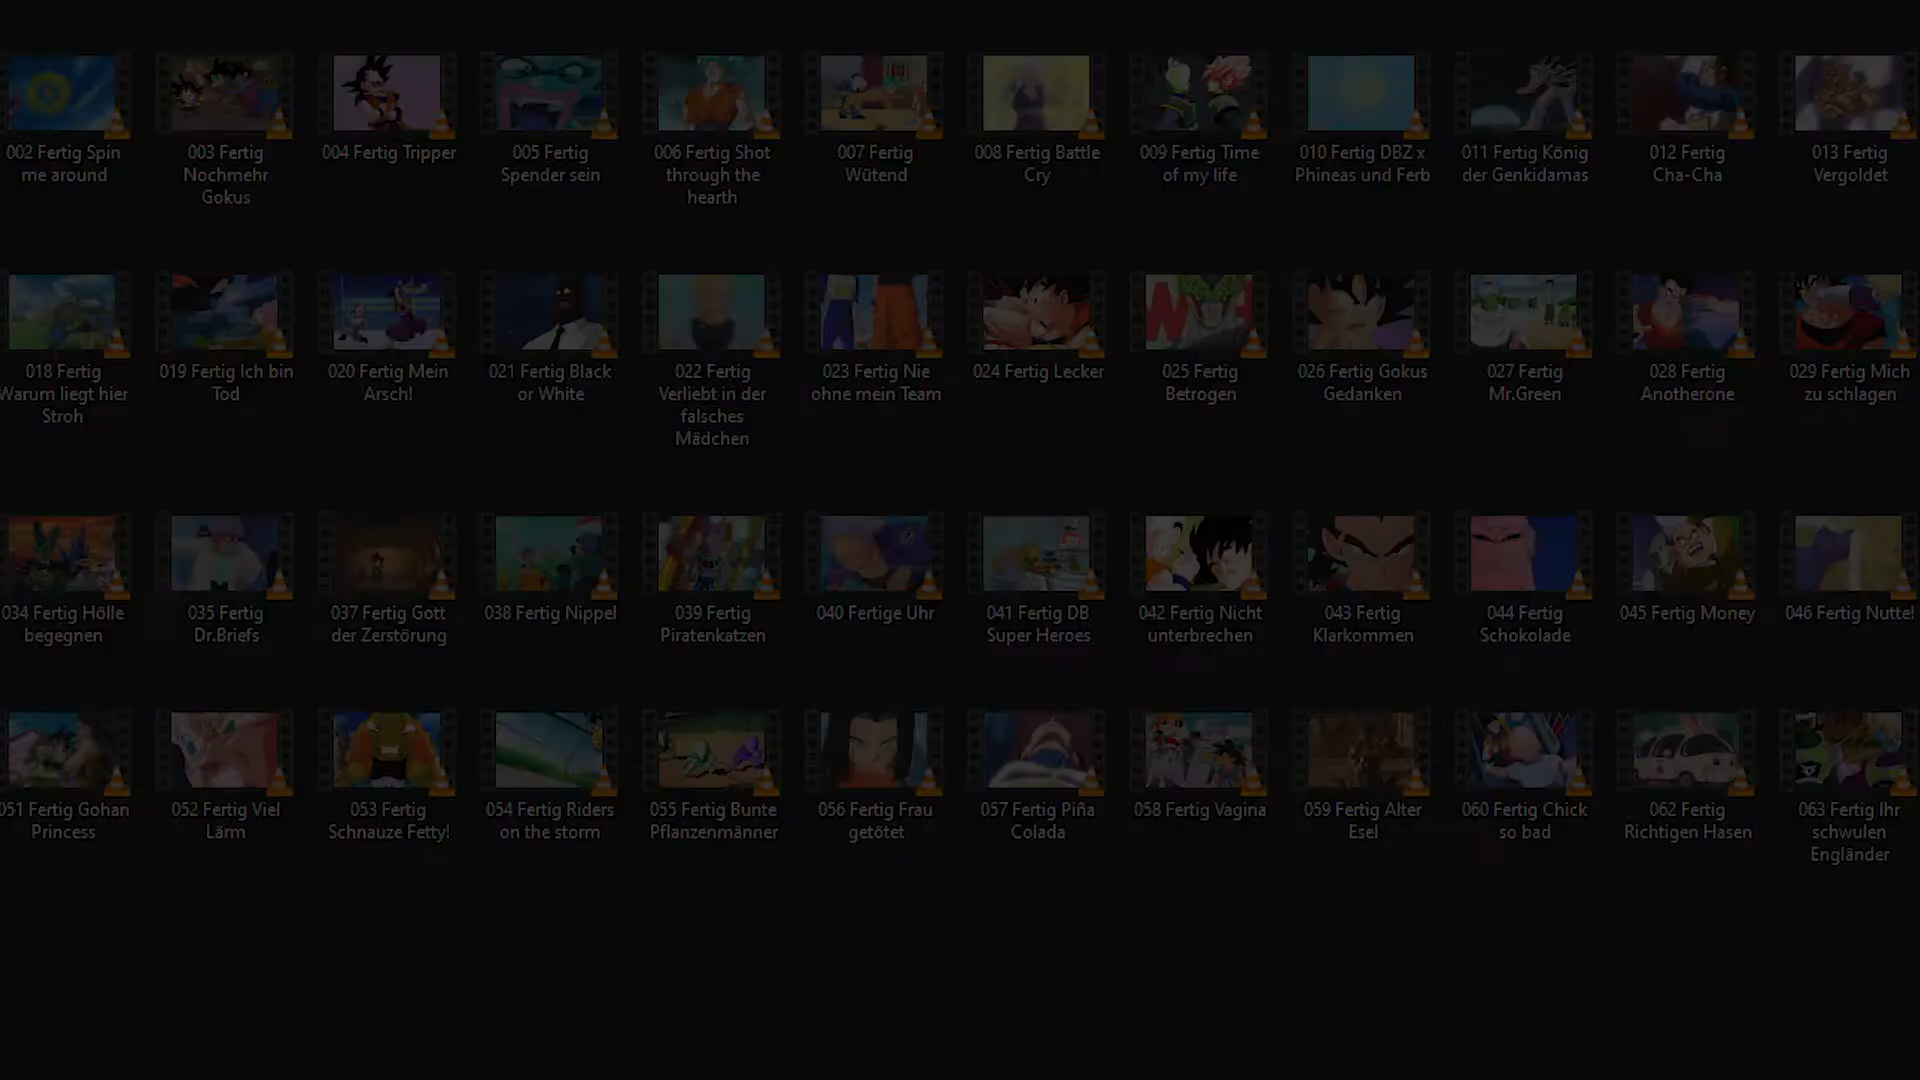 002 Fertig Spin
me around
003 Fertig
Nochmehr
Gokus
004 Fertig Tripper
005 Fertig
Spender sein
006 Fertig Shot
through the
hearth
007 Fertig
Wütend
008 Fertig Battle
Cry
009 Fertig Time
of my life
010 Fertig DBZ x
Phineas und Ferb
011 Fertig König
der Genkidamas
012 Fertig
Cha-Cha
013 Fertig
Vergoldet
018 Fertig
Warum liegt hier
Stroh
019 Fertig Ich bin
Tod
020 Fertig Mein
Arsch!
021 Fertig Black
or White
022 Fertig
Verliebt in der
falsches
Mädchen
023 Fertig Nie
ohne mein Team
024 Fertig Lecker
025 Fertig
Betrogen
026 Fertig Gokus
Gedanken
027 Fertig
Mr.Green
028 Fertig
Anotherone
029 Fertig Mich
zu schlagen
034 Fertig Hölle
begegnen
035 Fertig
Dr.Briefs
037 Fertig Gott
der Zerstörung
038 Fertig Nippel
039 Fertig
Piratenkatzen
040 Fertige Uhr
041 Fertig DB
Super Heroes
042 Fertig Nicht
unterbrechen
043 Fertig
Klarkommen
044 Fertig
Schokolade
045 Fertig Money
046 Fertig Nutte!
051 Fertig Gohan
Princess
052 Fertig Viel
Lärm
053 Fertig
Schnauze Fetty!
054 Fertig Riders
on the storm
055 Fertig Bunte
Pflanzenmänner
056 Fertig Frau
getötet
057 Fertig Piña
Colada
058 Fertig Vagina
059 Fertig Alter
Esel
060 Fertig Chick
so bad
062 Fertig
Richtigen Hasen
063 Fertig Ihr
schwulen
Engländer